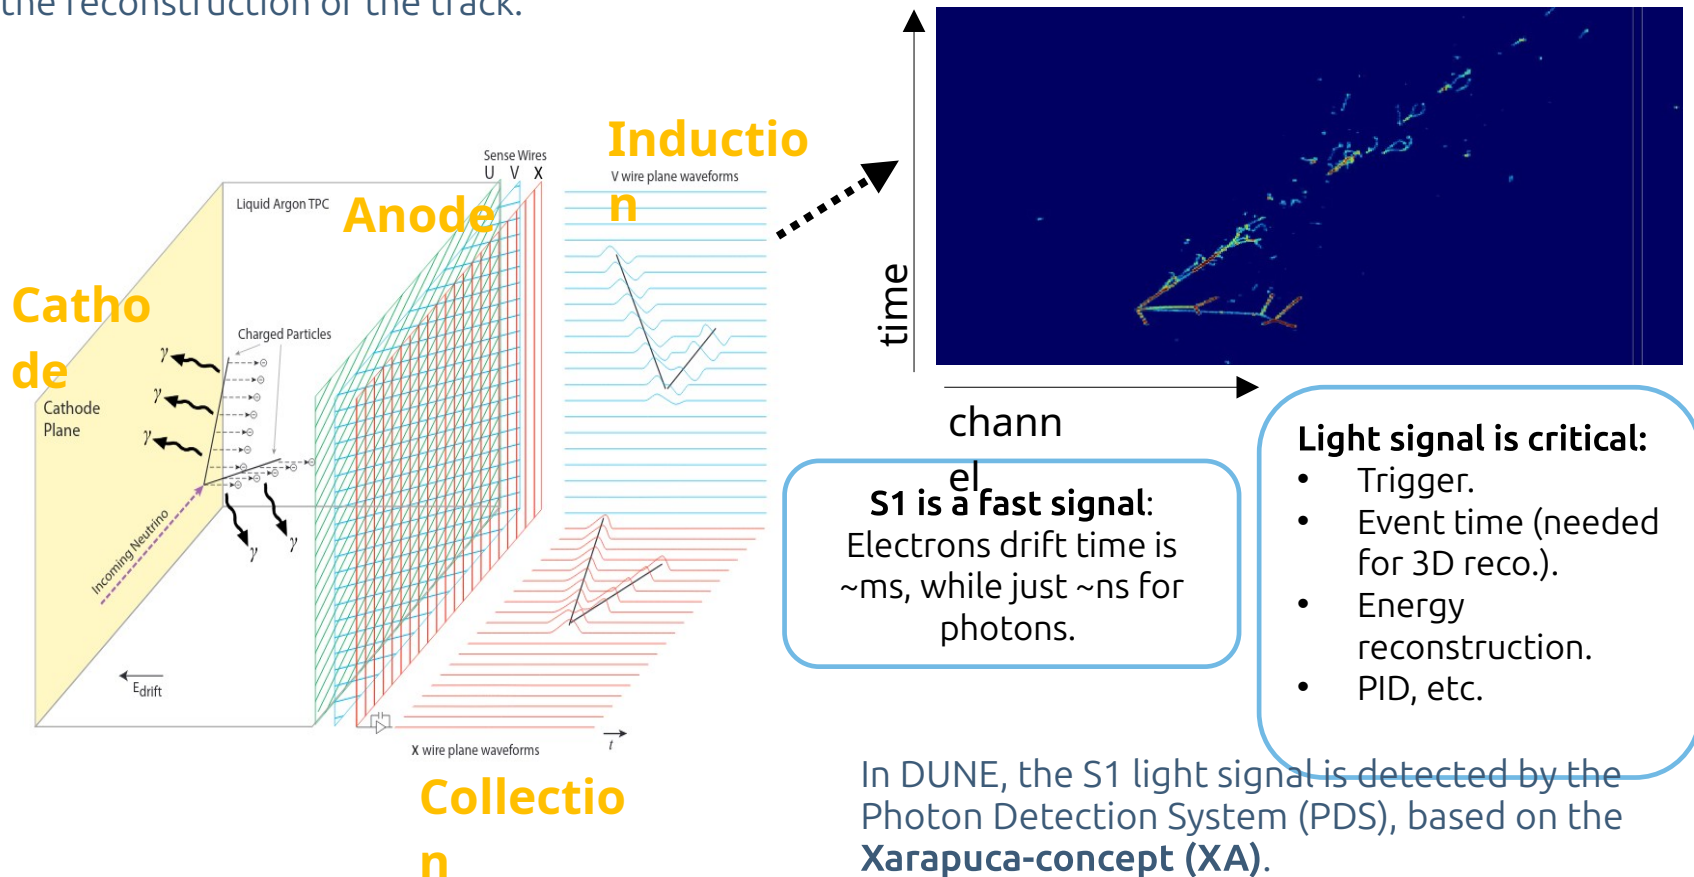 the reconstruction of the track.
Inductio
n
Sense Wires
U V X
V wire plane waveforms
Liquid Argon TPC
Anode
Catho
de
Charged Particles
γ
γ
γ
γ
γ
Cathode
Plane
Incoming Neutrino
Edrift
X wire plane waveforms
t
Collectio
n
time
chann
el
S1 is a fast signal:
Electrons drift time is
~ms, while just ~ns for
photons.
Light signal is critical:
• Trigger.
• Event time (needed
for 3D reco.).
• Energy
reconstruction.
• PID, etc.
In DUNE, the S1 light signal is detected by the
Photon Detection System (PDS), based on the
Xarapuca-concept (XA).